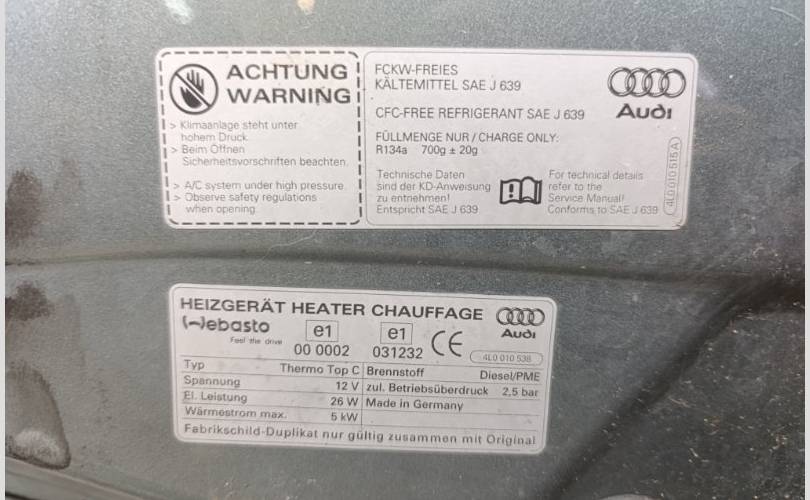 ACHTUNG
WARNING
> Klimaanlage steht unter
hohem Druck.
> Beim Öffnen
Sicherheitsvorschriften beachten.
> A/C system under high pressure.
> Observe safety regulations
when opening.
FCKW-FREIES
KÄLTEMITTEL SAE J 639
CFC-FREE REFRIGERANT SAE J 639
FÜLLMENGE NUR / CHARGE ONLY:
R134a 700g ± 20g
Technische Daten
sind der KD-Anweisung
zu entnehmen!
Entspricht SAE J 639
For technical details
refer to the
Service Manual!
Conforms to SAE J 639
Audi
4L0 010 515 A
HEIZGERÄT HEATER CHAUFFAGE
Audi
Webasto
Feel the drive
e1
00 0002
e1
031232
CE
4L0 010 538
Typ Thermo Top C Brennstoff Diesel/PME
Spannung 12 V zul. Betriebsüberdruck 2,5 bar
El. Leistung 26 W Made in Germany
Wärmestrom max. 5 kW
Fabrikschild-Duplikat nur gültig zusammen mit Original